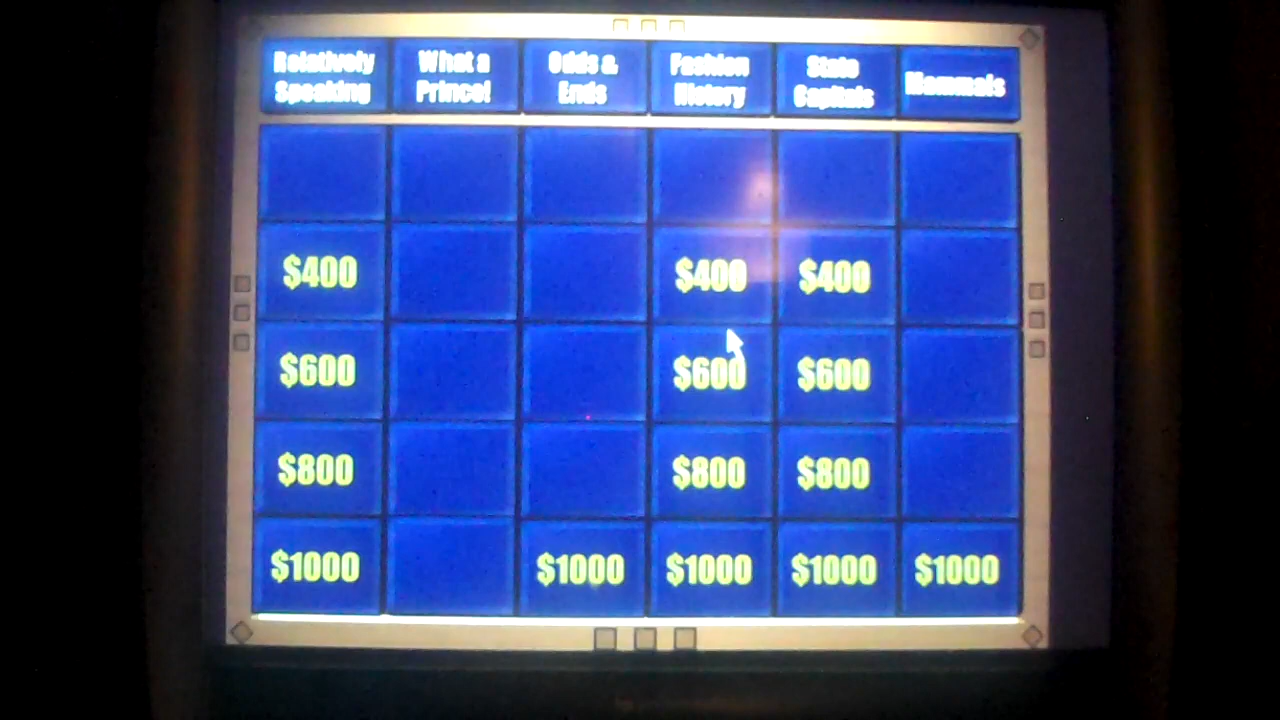 Relatively Speaking
What a Prince!
Odds & Ends
Fashion History
State Capitals
Mammals
$400 $400 $400
$600 $600 $600
$800 $800 $800
$1000 $1000 $1000 $1000 $1000